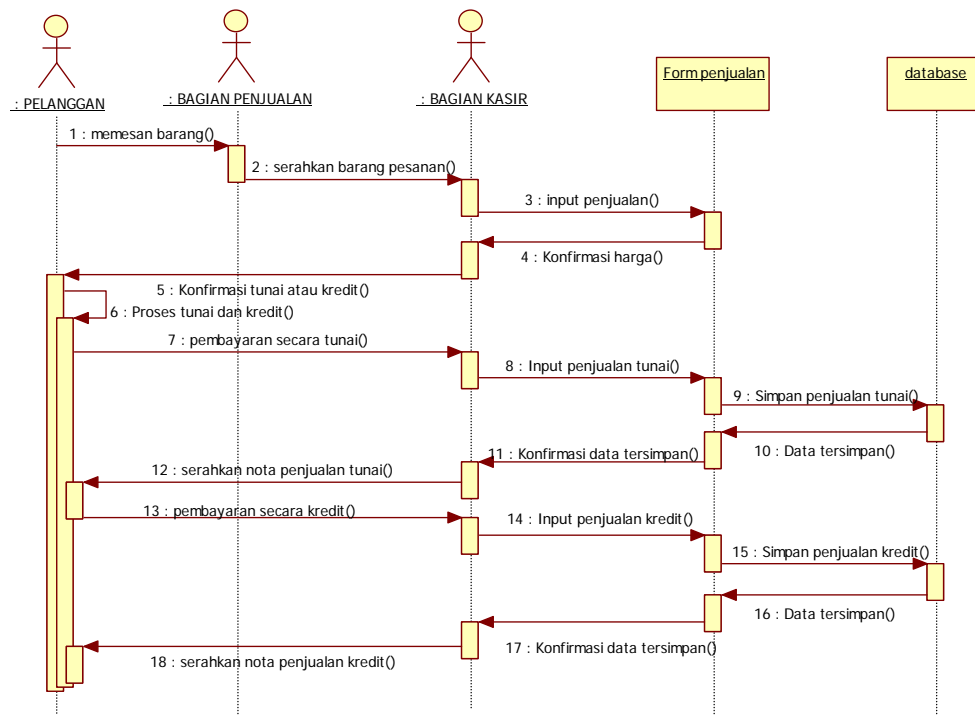 : PELANGGAN
: BAGIAN PENJUALAN
: BAGIAN KASIR
Form penjualan
database
1 : memesan barang()
2 : serahkan barang pesanan()
3 : input penjualan()
4 : Konfirmasi harga()
5 : Konfirmasi tunai atau kredit()
6 : Proses tunai dan kredit()
7 : pembayaran secara tunai()
8 : Input penjualan tunai()
9 : Simpan penjualan tunai()
10 : Data tersimpan()
11 : Konfirmasi data tersimpan()
12 : serahkan nota penjualan tunai()
13 : pembayaran secara kredit()
14 : Input penjualan kredit()
15 : Simpan penjualan kredit()
16 : Data tersimpan()
17 : Konfirmasi data tersimpan()
18 : serahkan nota penjualan kredit()